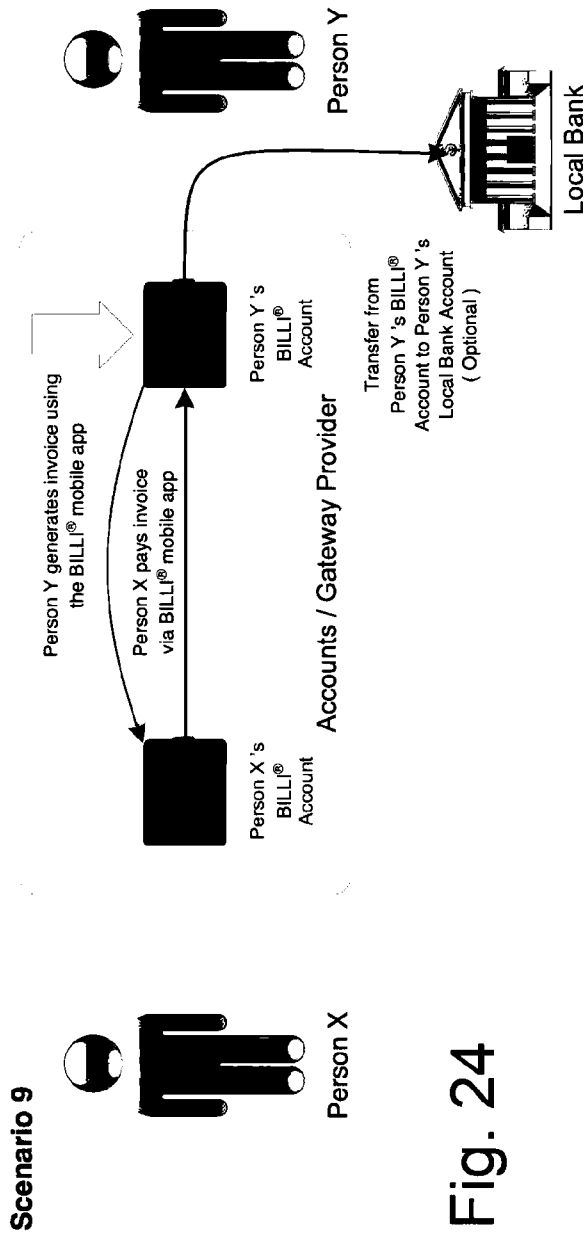 Scenario 9
Person Y generates invoice using
the BILLI® mobile app
Person X pays invoice
via BILLI® mobile app
Person X 's
BILLI®
Account
Person Y 's
BILLI®
Account
Accounts / Gateway Provider
Person X
Person Y
Transfer from
Person Y's BILLI®
Account to Person Y's
Local Bank Account
( Optional )
Local Bank
Fig. 24